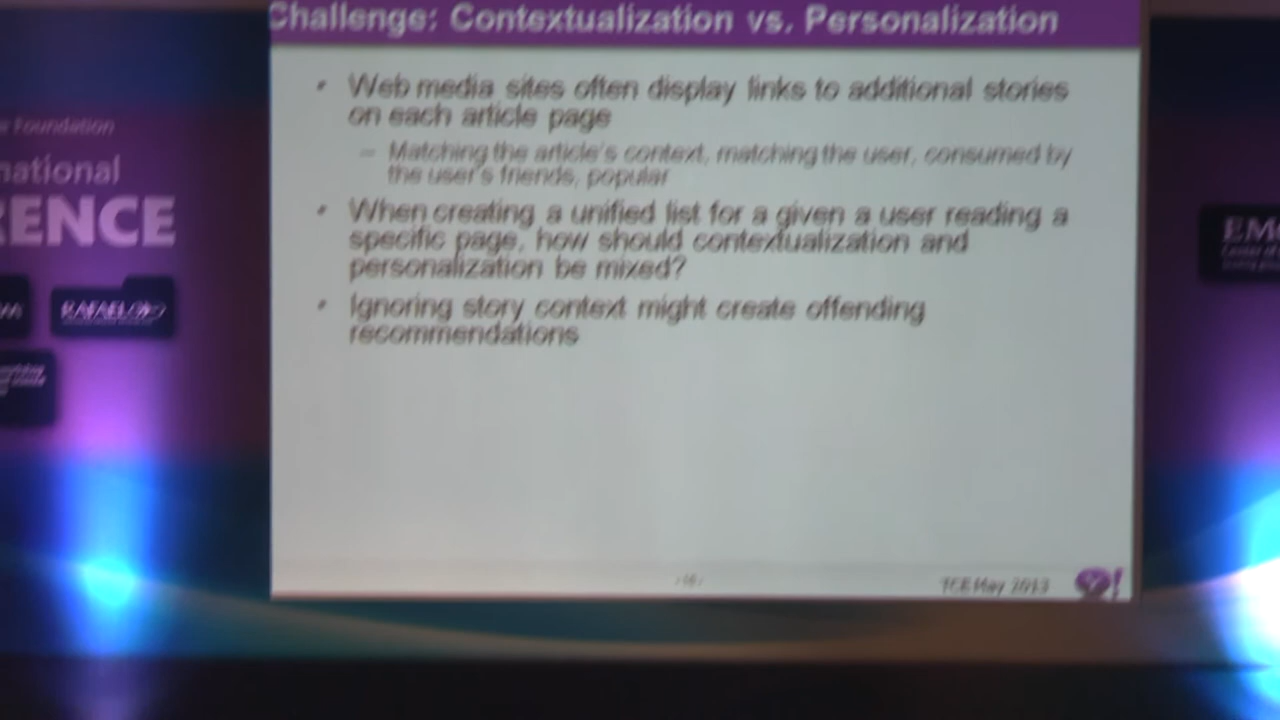 Challenge: Contextualization vs. Personalization
• Web media sites often display links to additional stories
on each article page
– Matching the article's context, matching the user, consumed by
the user's friends, popular
• When creating a unified list for a given a user reading a
specific page, how should contextualization and
personalization be mixed?
• Ignoring story context might create offending
recommendations
TCE May 2013
Y!
Foundation
national
RENCE
RAFAEL
EM